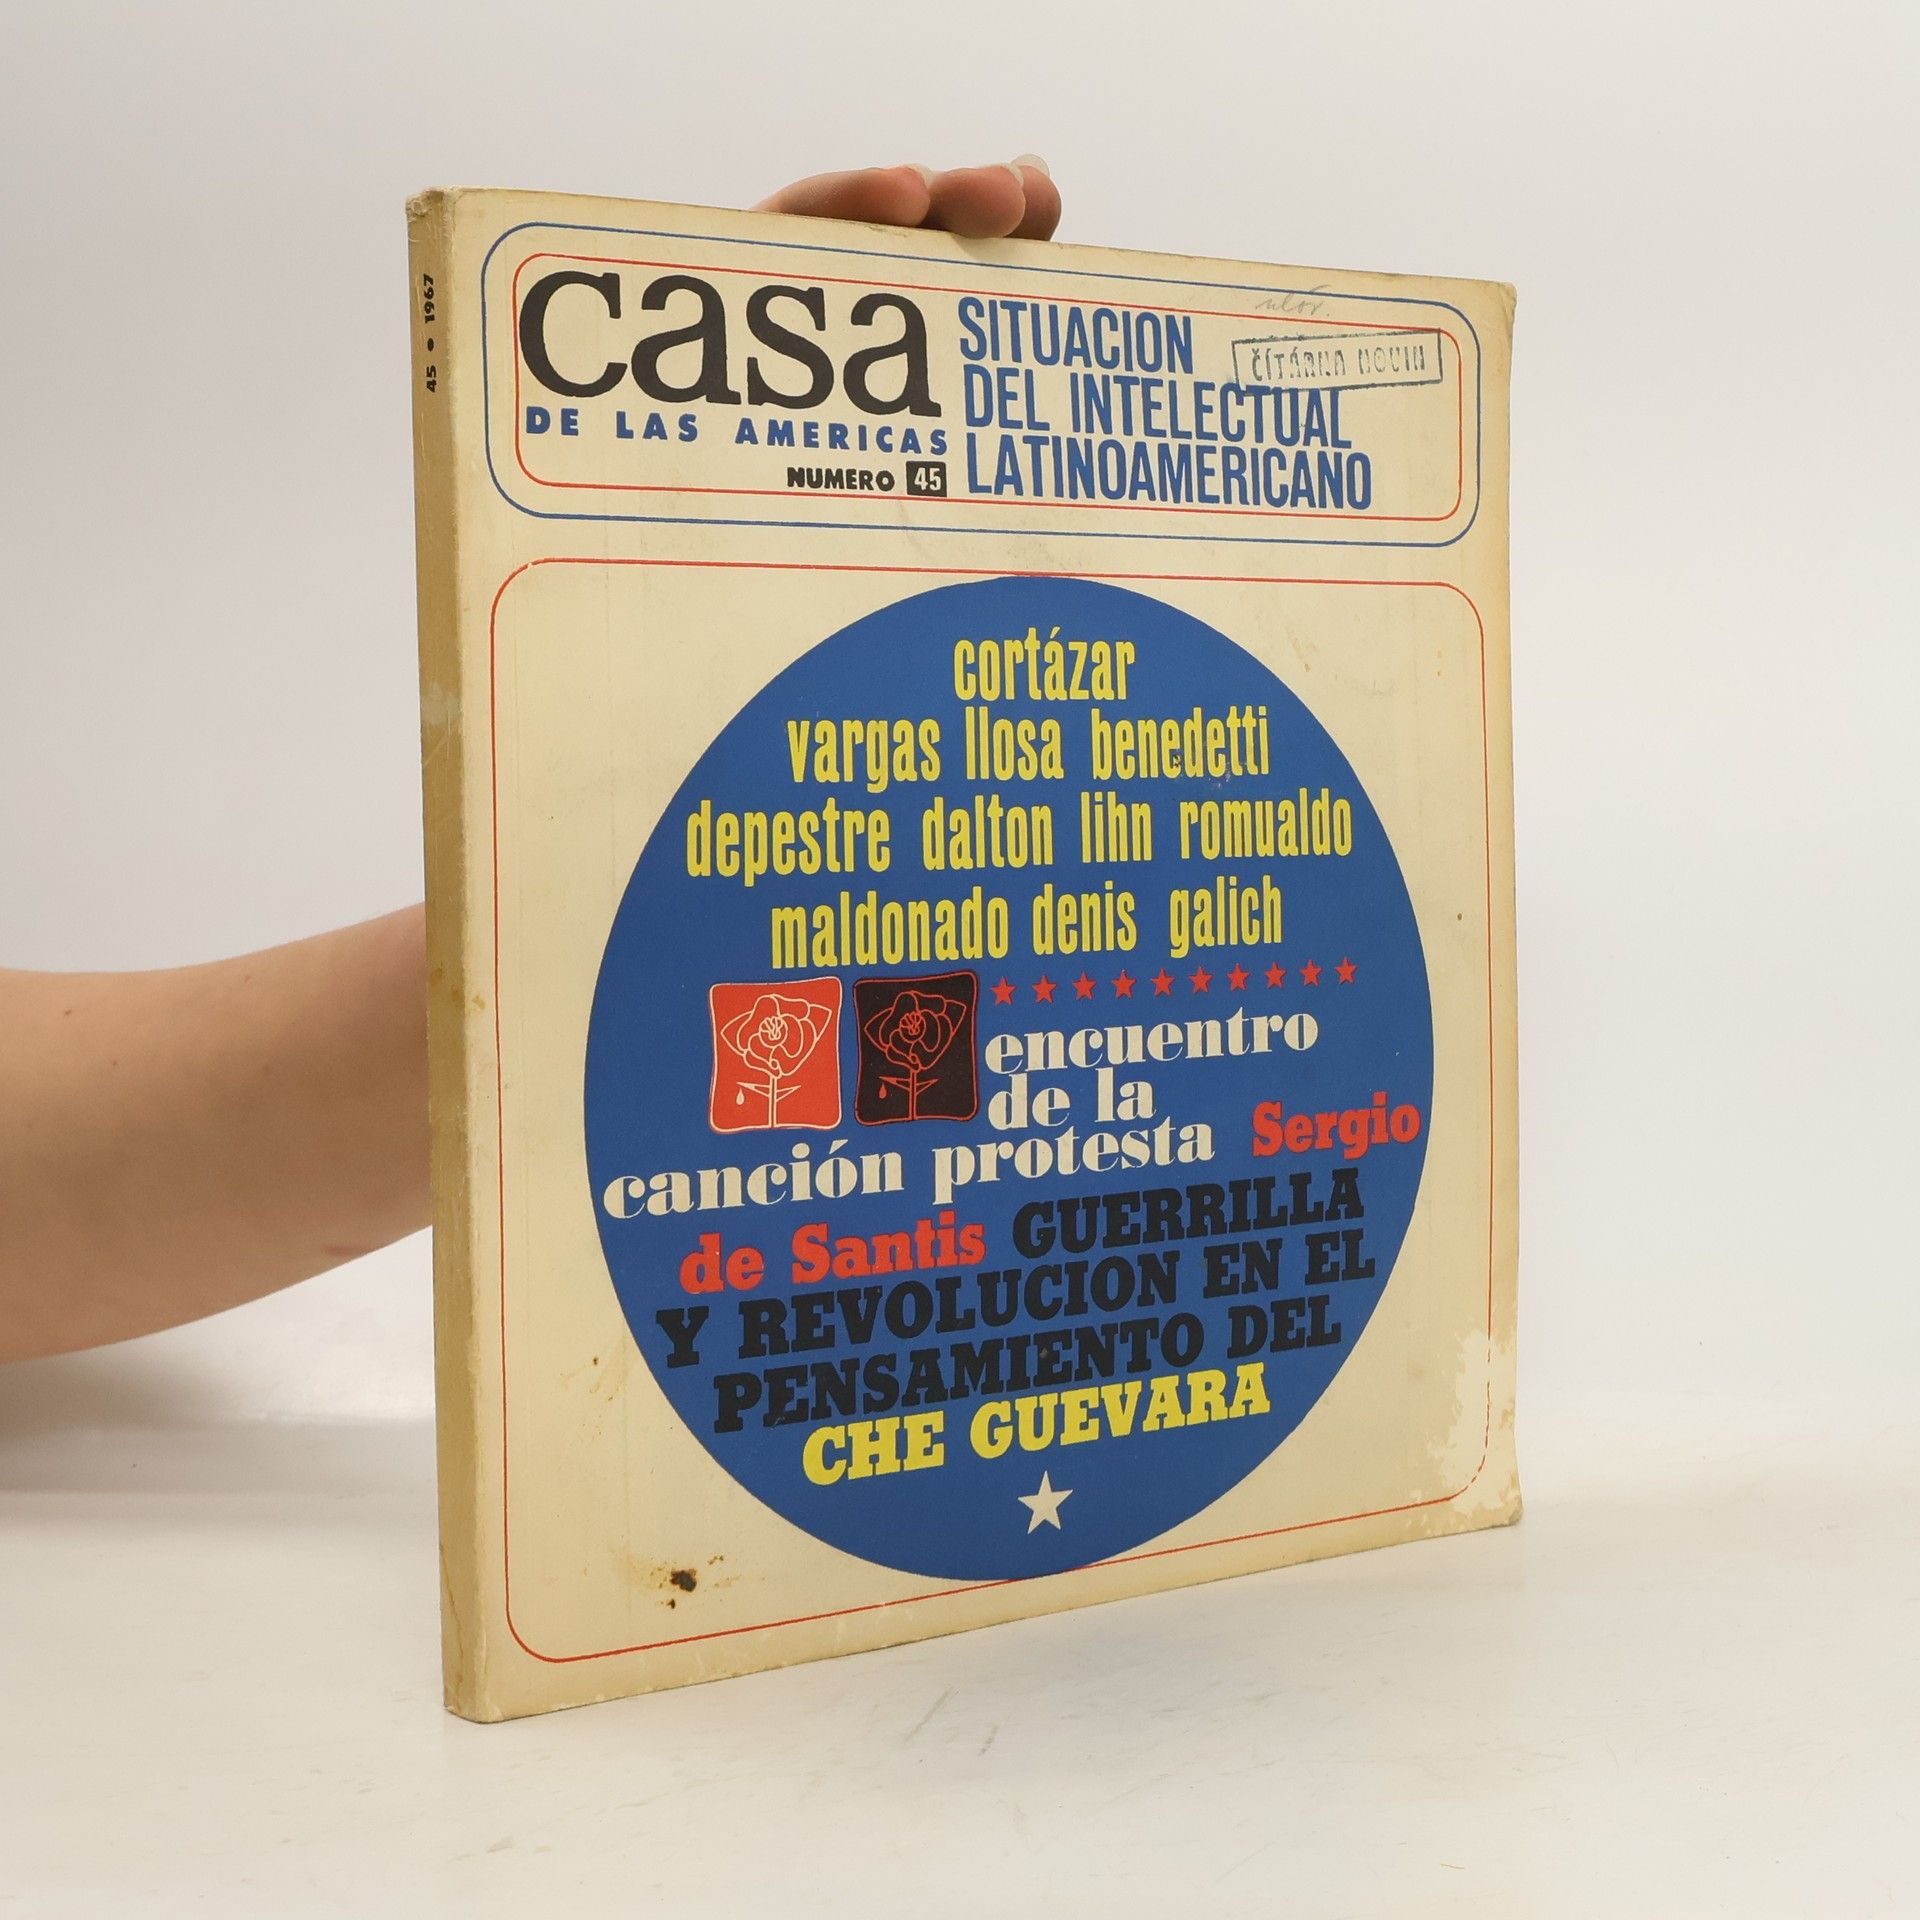 45 • 1967
casa
DE LAS AMERICAS
NUMERO 45
SITUACION
DEL INTELECTUAL
LATINOAMERICANO
ČÍTÁRNA NOVIN
cortázar
vargas llosa benedetti
depestre dalton lihn romualdo
maldonado denis galich
encuentro
de la
canción protesta Sergio
de Santis GUERRILLA
Y REVOLUCION EN EL
PENSAMIENTO DEL
CHE GUEVARA